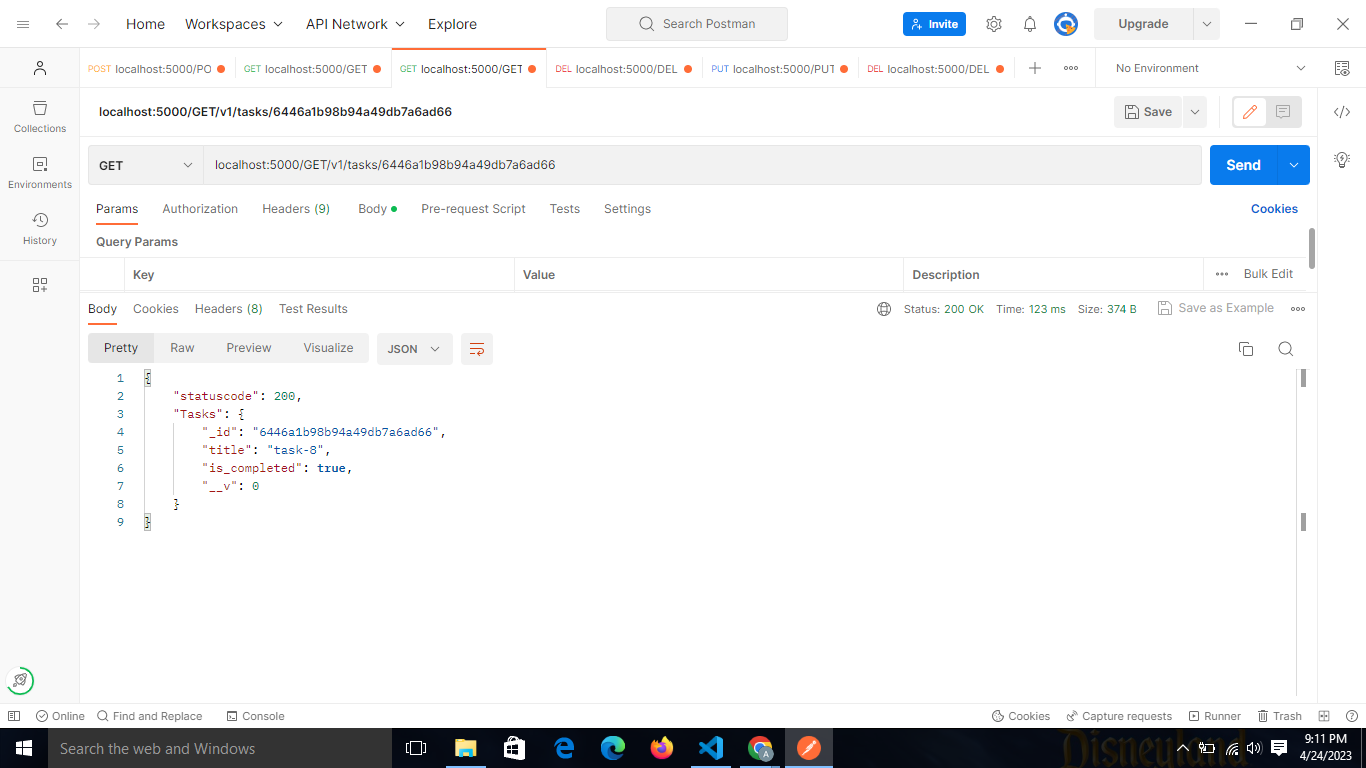 Home Workspaces API Network Explore Search Postman Invite Upgrade
POST localhost:5000/PO GET localhost:5000/GET GET localhost:5000/GET DEL localhost:5000/DEL PUT localhost:5000/PUT DEL localhost:5000/DEL No Environment
localhost:5000/GET/v1/tasks/6446a1b98b94a49db7a6ad66 Save
Collections
Environments
History
GET localhost:5000/GET/v1/tasks/6446a1b98b94a49db7a6ad66 Send
Params Authorization Headers (9) Body Pre-request Script Tests Settings Cookies
Query Params
Key Value Description Bulk Edit
Body Cookies Headers (8) Test Results Status: 200 OK Time: 123 ms Size: 374 B Save as Example
Pretty Raw Preview Visualize JSON
1 {
2 "statuscode": 200,
3 "Tasks": {
4 "_id": "6446a1b98b94a49db7a6ad66",
5 "title": "task-8",
6 "is_completed": true,
7 "__v": 0
8 }
9 }
Online Find and Replace Console Cookies Capture requests Runner Trash
Search the web and Windows A Disneyland 9:11 PM
4/24/2023